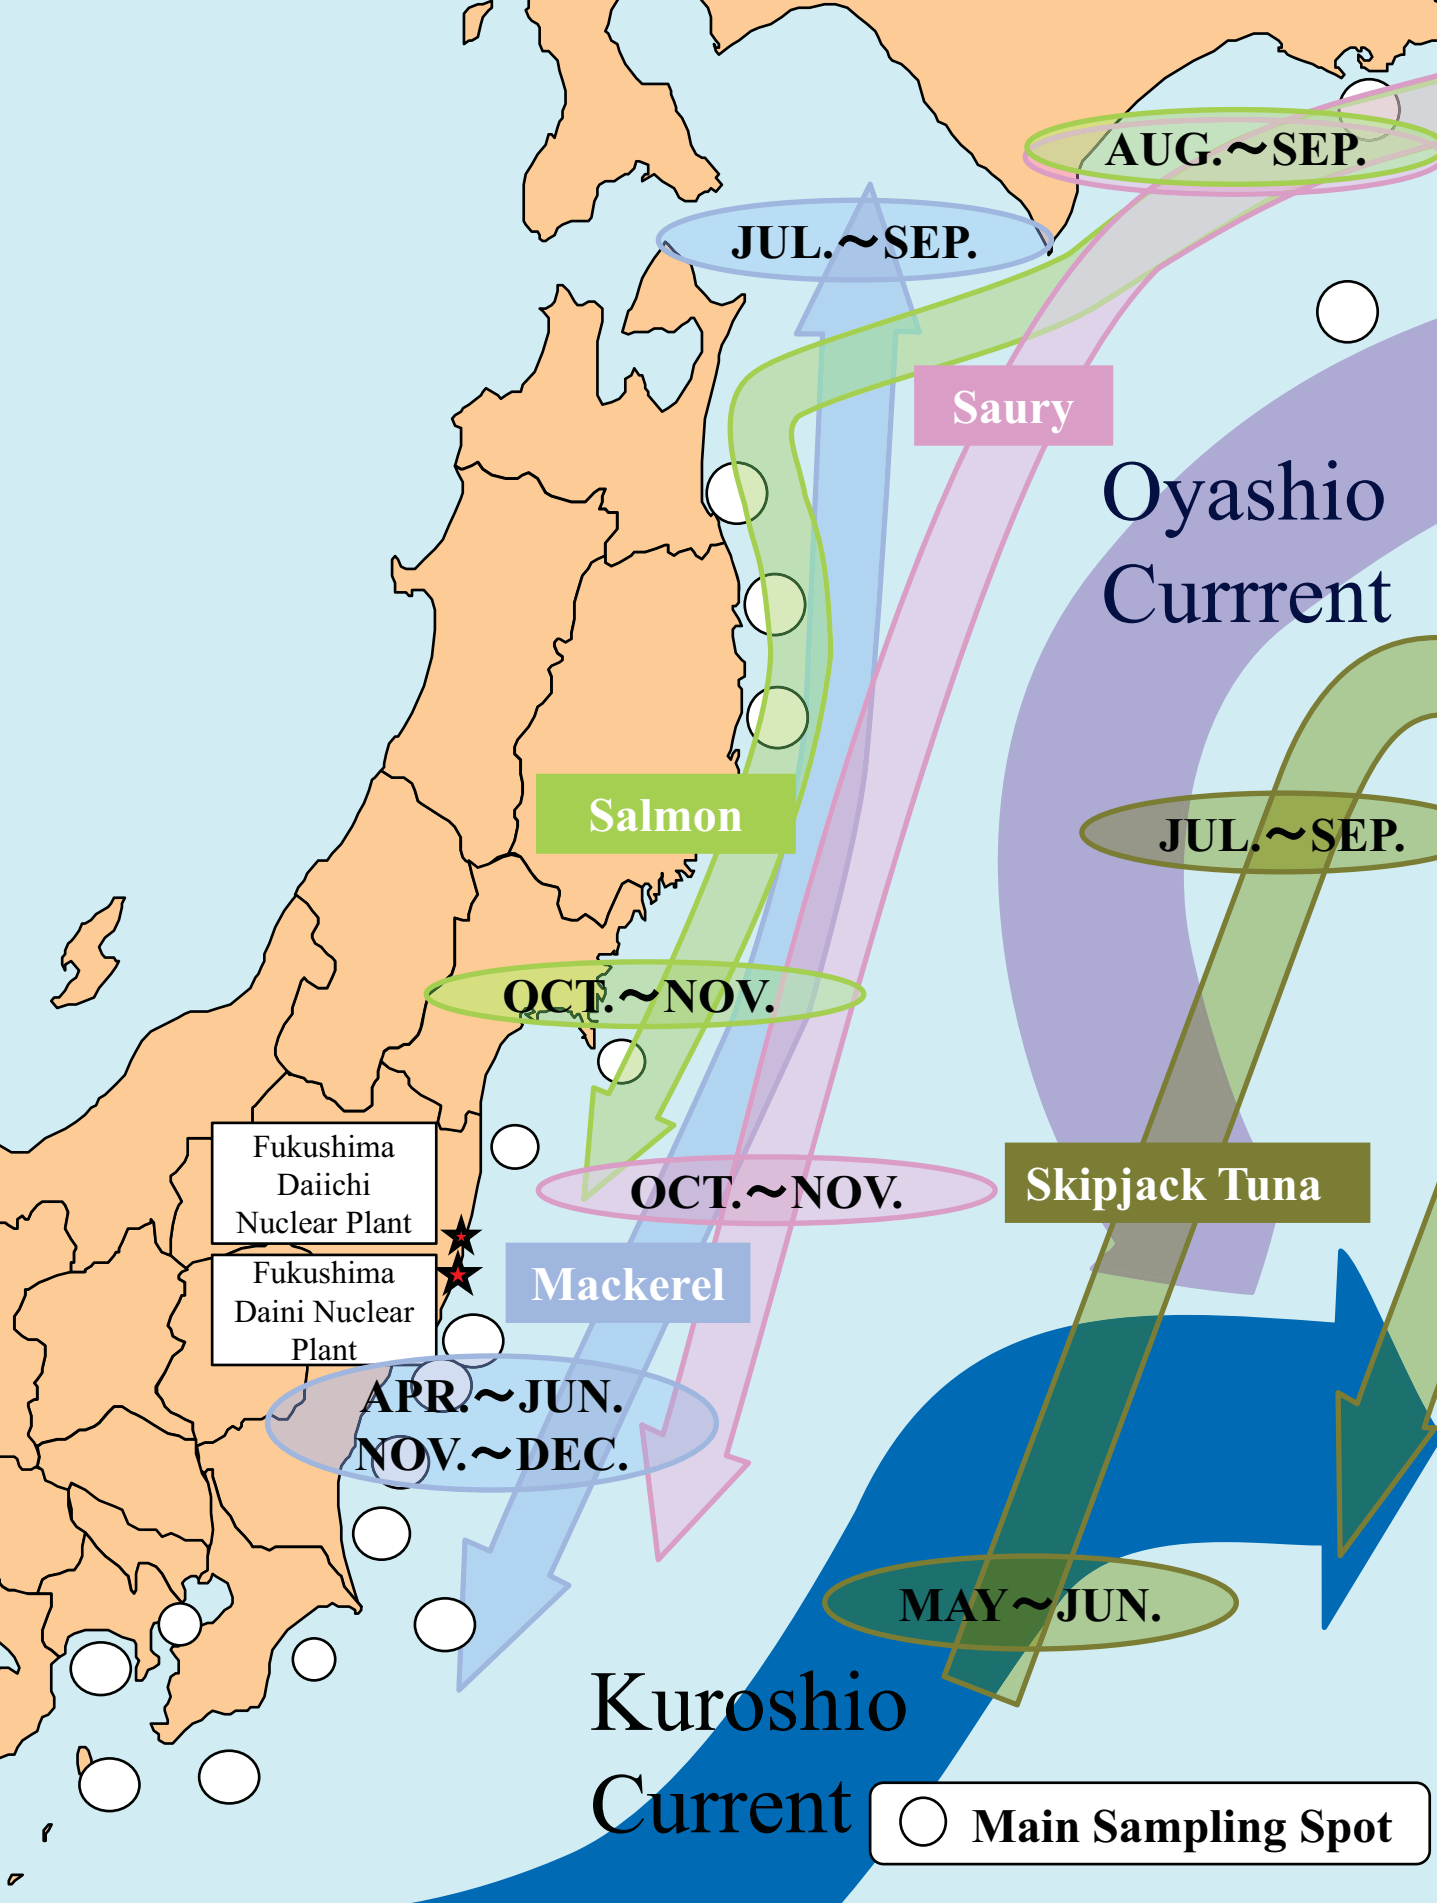 AUG.～SEP.
JUL.～SEP.
Saury
Oyashio
Currrent
Salmon
JUL.～SEP.
OCT.～NOV.
Fukushima
Daiichi
Nuclear Plant
OCT.～NOV.
Skipjack Tuna
Fukushima
Daini Nuclear
Plant
Mackerel
APR.～JUN.
NOV.～DEC.
MAY～JUN.
Kuroshio
Current
Main Sampling Spot